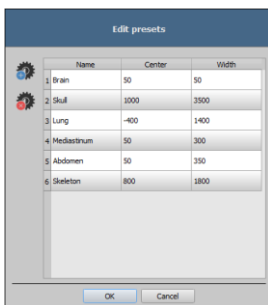 Edit presets
Name Center Width
1 Brain 50 50
2 Skull 1000 3500
3 Lung -400 1400
4 Mediastinum 50 300
5 Abdomen 50 350
6 Skeleton 800 1800
OK Cancel